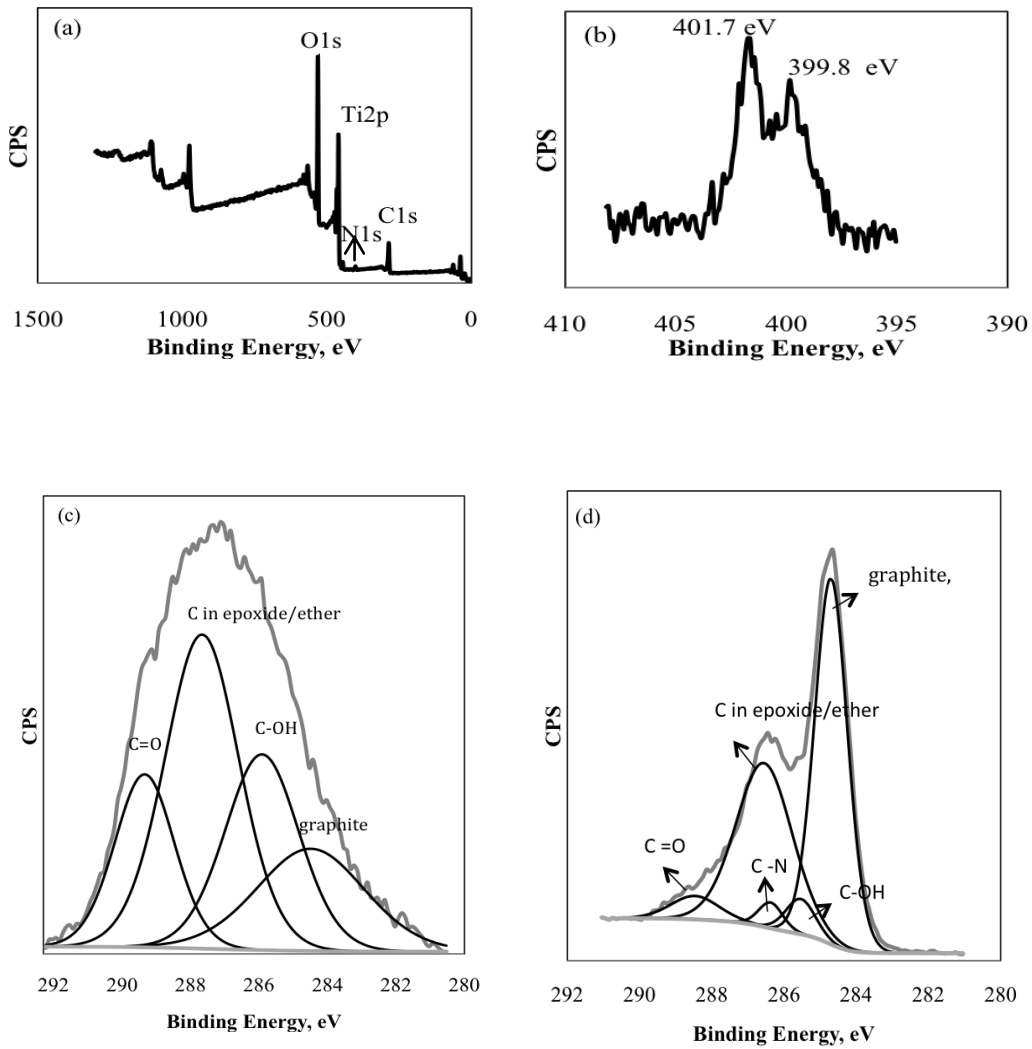 (a)
O1s
Ti2p
N1s
C1s
CPS
1500 1000 500 0
Binding Energy, eV
(b)
401.7 eV
399.8 eV
CPS
410 405 400 395 390
Binding Energy, eV
(c)
C in epoxide/ether
C=O
C-OH
graphite
CPS
292 290 288 286 284 282 280
Binding Energy, eV
(d)
graphite,
C in epoxide/ether
C =O
C -N
C-OH
CPS
292 290 288 286 284 282 280
Binding Energy, eV